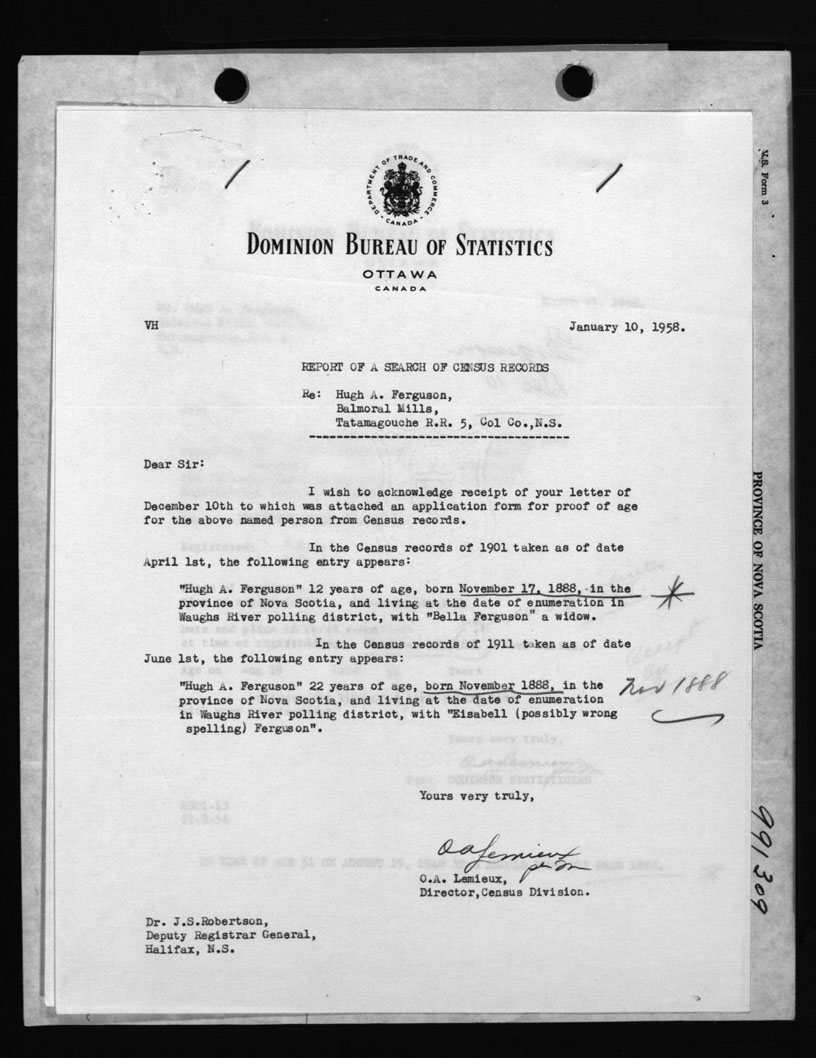 DEPARTMENT OF TRADE AND COMMERCE
- CANADA -
DOMINION BUREAU OF STATISTICS
OTTAWA
CANADA
VH
January 10, 1958.
REPORT OF A SEARCH OF CENSUS RECORDS
Re: Hugh A. Ferguson,
Balmoral Mills,
Tatamagouche R.R. 5, Col Co.,N.S.
Dear Sir:
I wish to acknowledge receipt of your letter of
December 10th to which was attached an application form for proof of age
for the above named person from Census records.
In the Census records of 1901 taken as of date
April 1st, the following entry appears:
"Hugh A. Ferguson" 12 years of age, born November 17, 1888, in the
province of Nova Scotia, and living at the date of enumeration in
Waughs River polling district, with "Bella Ferguson" a widow.
In the Census records of 1911 taken as of date
June 1st, the following entry appears:
"Hugh A. Ferguson" 22 years of age, born November 1888, in the
province of Nova Scotia, and living at the date of enumeration
in Waughs River polling district, with "Eisabell (possibly wrong
spelling) Ferguson".
Nov 1888
Yours very truly,
O A Lemieux
per M
O.A. Lemieux,
Director,Census Division.
Dr. J.S.Robertson,
Deputy Registrar General,
Halifax, N.S.
V.S. Form 3
PROVINCE OF NOVA SCOTIA
991309